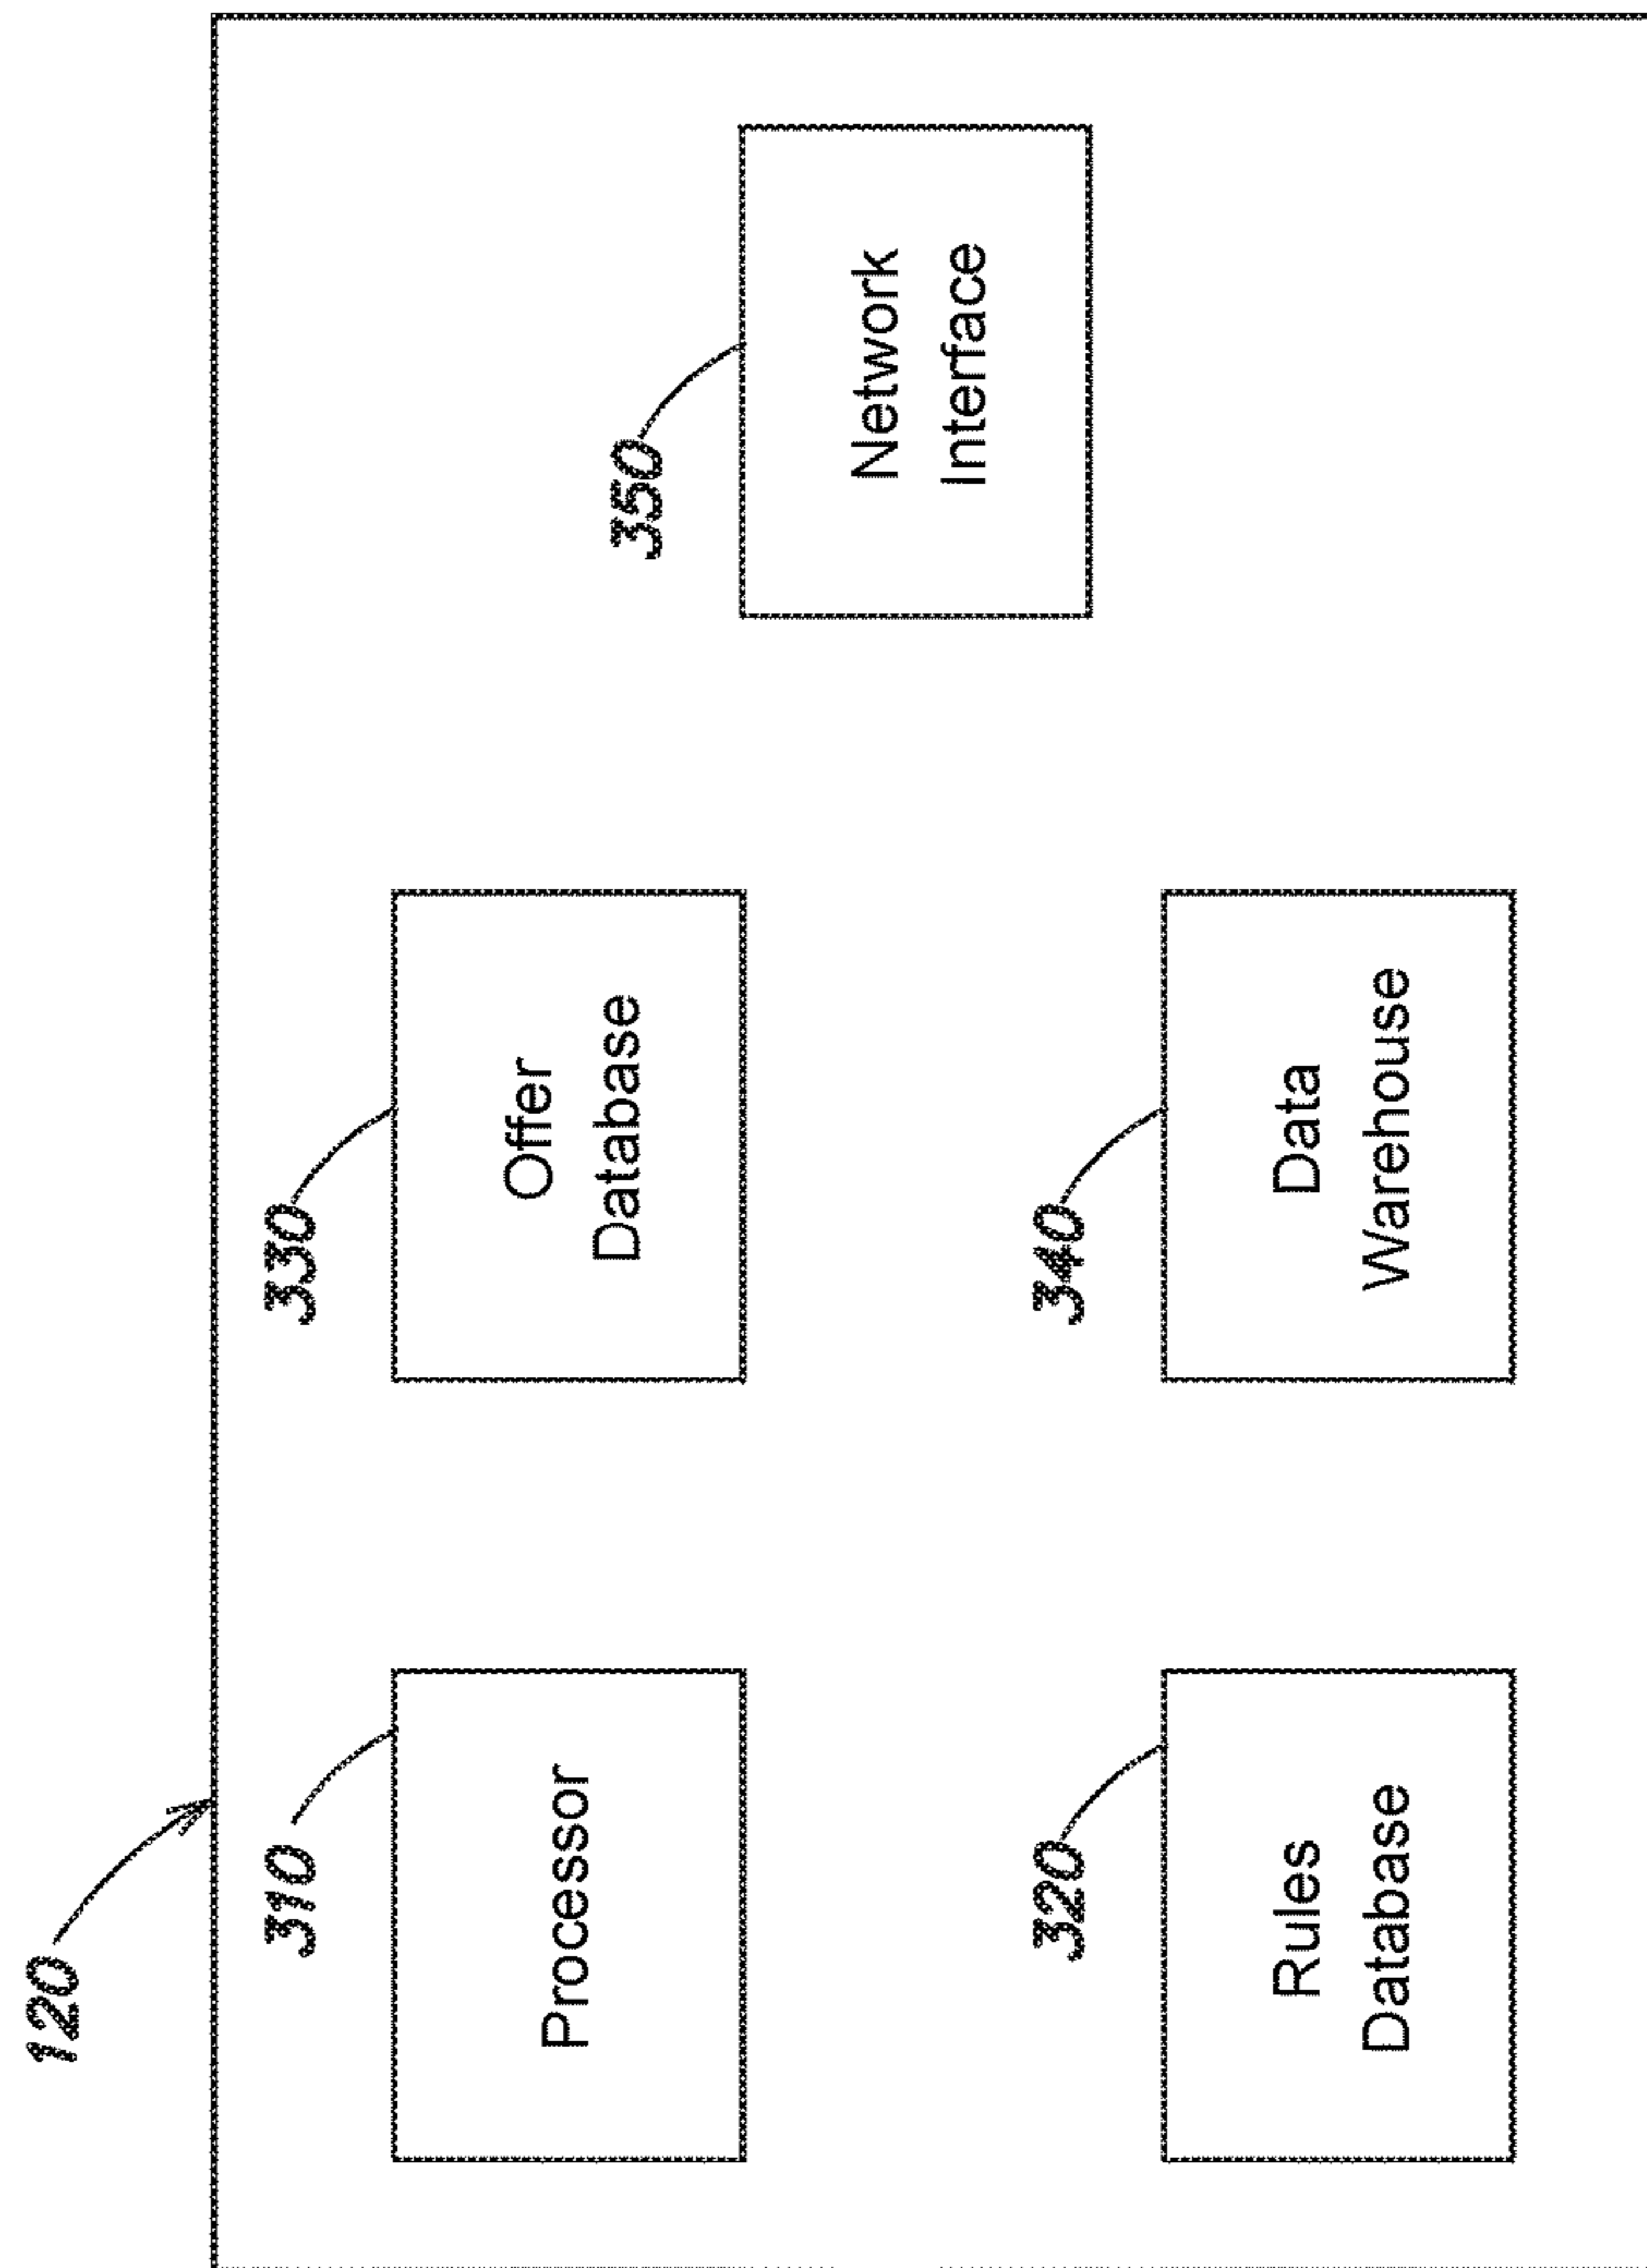 120
310
Processor
330
Offer
Database
350
Network
Interface
320
Rules
Database
340
Data
Warehouse